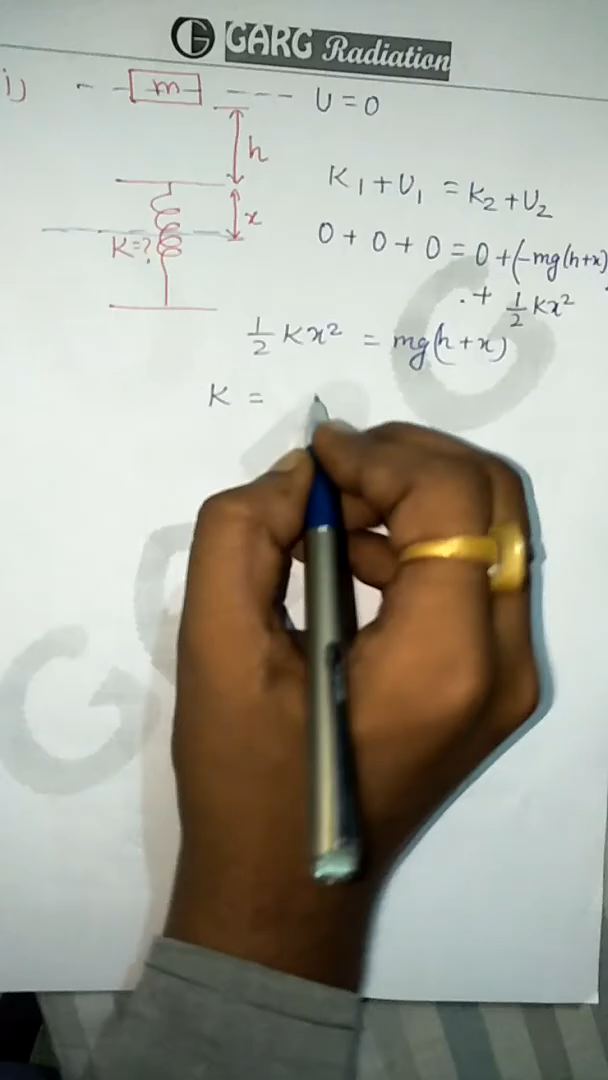 G GARG Radiation
i)
m
U = 0
h
x
K=?
K₁ + U₁ = K₂ + U₂
0 + 0 + 0 = 0 + (-mg(h+x)
+ 1/2 Kx²
1/2 Kx² = mg(h+x)
K =
GARG